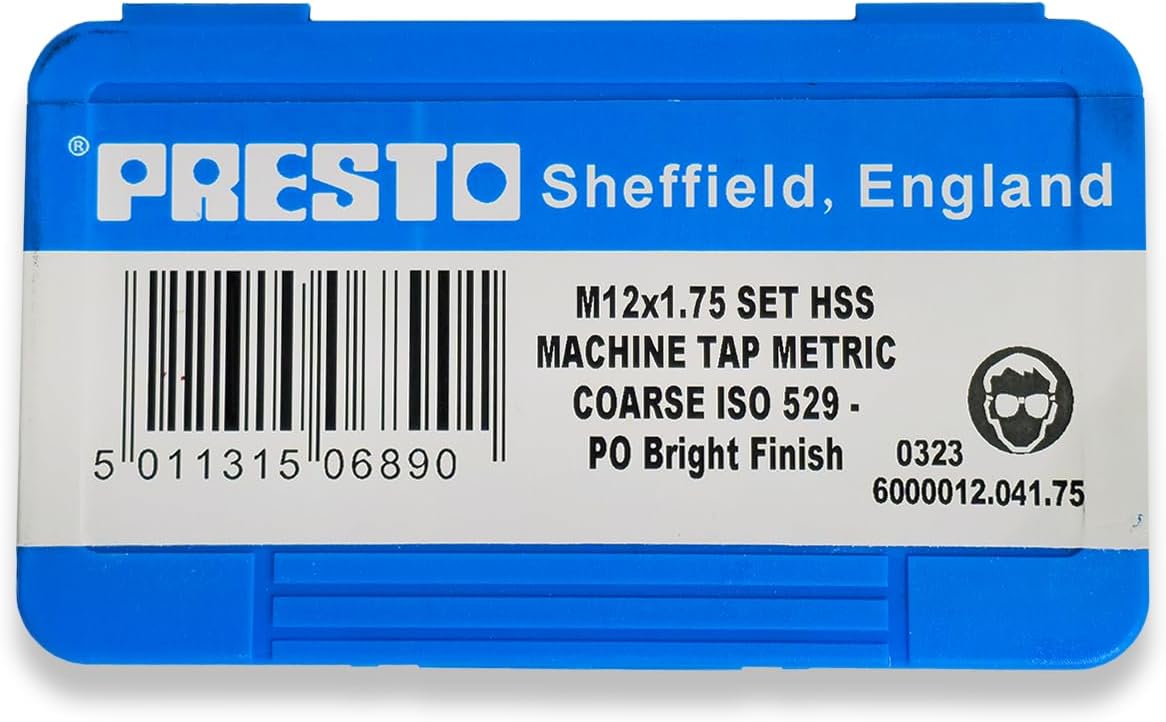 ® PRESTO Sheffield, England
M12x1.75 SET HSS
MACHINE TAP METRIC
COARSE ISO 529 -
PO Bright Finish
0323
6000012.041.75
5 011315 06890